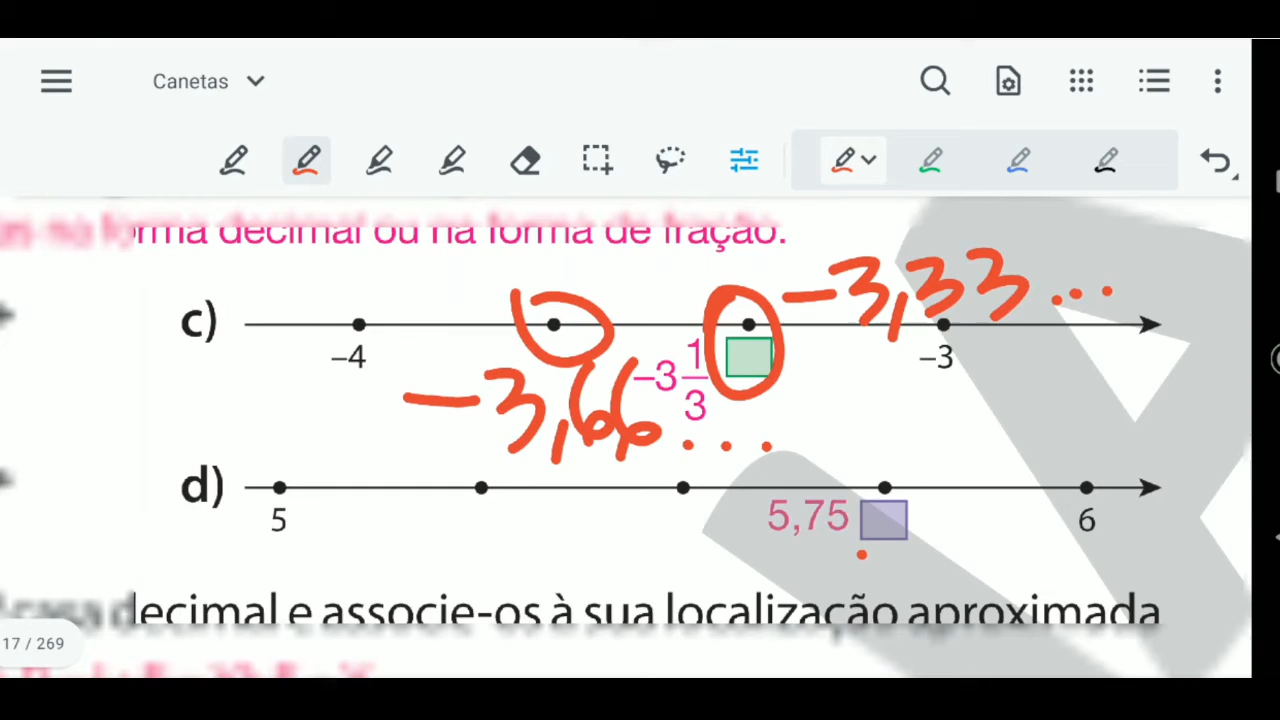 Canetas
forma decimal ou na forma de fração.
c)
-3,33...
–4
–3 1/3
–3
-3,66...
d)
5
5,75
6
decimal e associe-os à sua localização aproximada
17 / 269